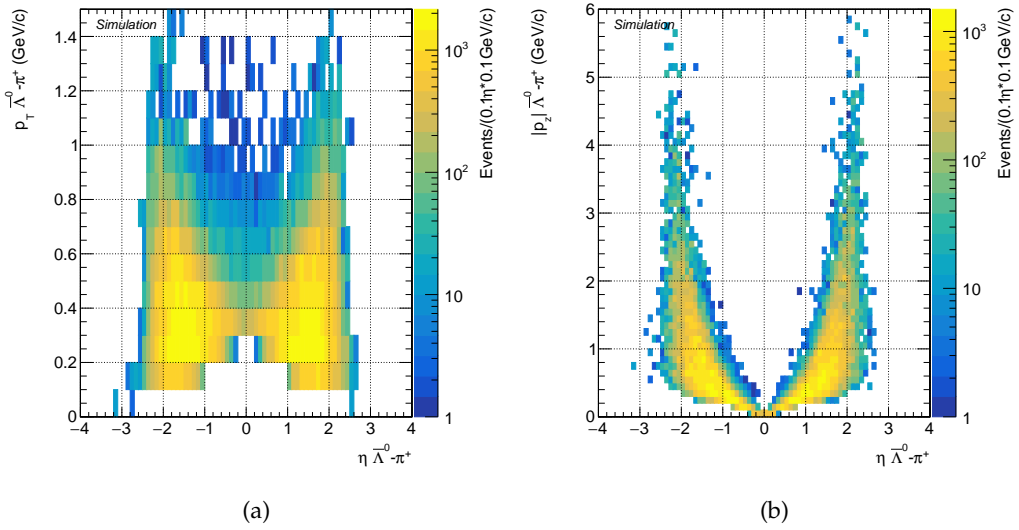 Simulation
p_T Λ̅⁰-π⁺ (GeV/c)
1.4
1.2
1
0.8
0.6
0.4
0.2
0
−4 −3 −2 −1 0 1 2 3 4
η Λ̅⁰-π⁺
10³
10²
10
1
Events/(0.1η*0.1GeV/c)
(a)
Simulation
|p_z| Λ̅⁰-π⁺ (GeV/c)
6
5
4
3
2
1
0
−4 −3 −2 −1 0 1 2 3 4
η Λ̅⁰-π⁺
10³
10²
10
1
Events/(0.1η*0.1GeV/c)
(b)